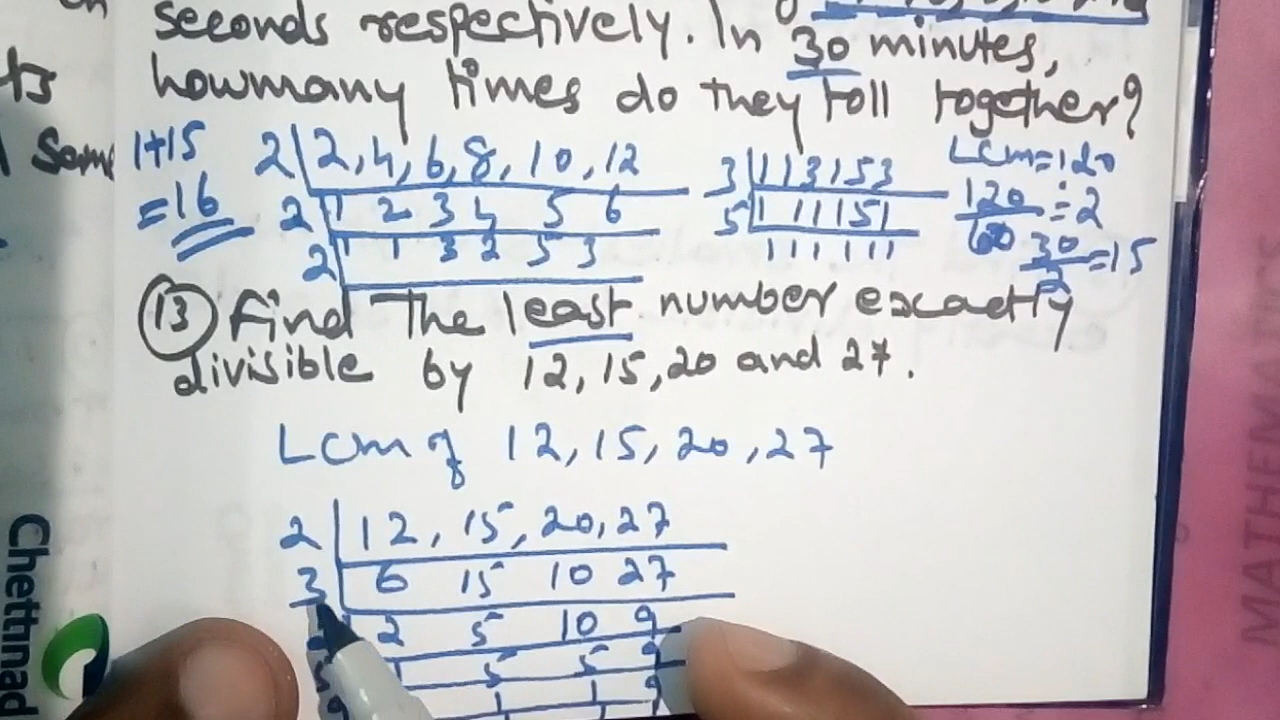 seconds respectively. In 30 minutes,
howmany times do they toll together?
1+15
=16
2 2, 4, 6, 8, 10, 12
2 1 2 3 4 5 6
2 1 1 3 2 5 3
3 1 1 3 1 5 3
5 1 1 1 1 5 1
1 1 1 1 1 1
LCM=120
120/60 = 2
30/2 =15
13 Find The least number exactly
divisible by 12, 15, 20 and 27.
LCM of 12, 15, 20, 27
2 12, 15, 20, 27
3 6 15 10 27
2 5 10 9
5 5 9
1 1 9
Chettinad
MATHEMATICS